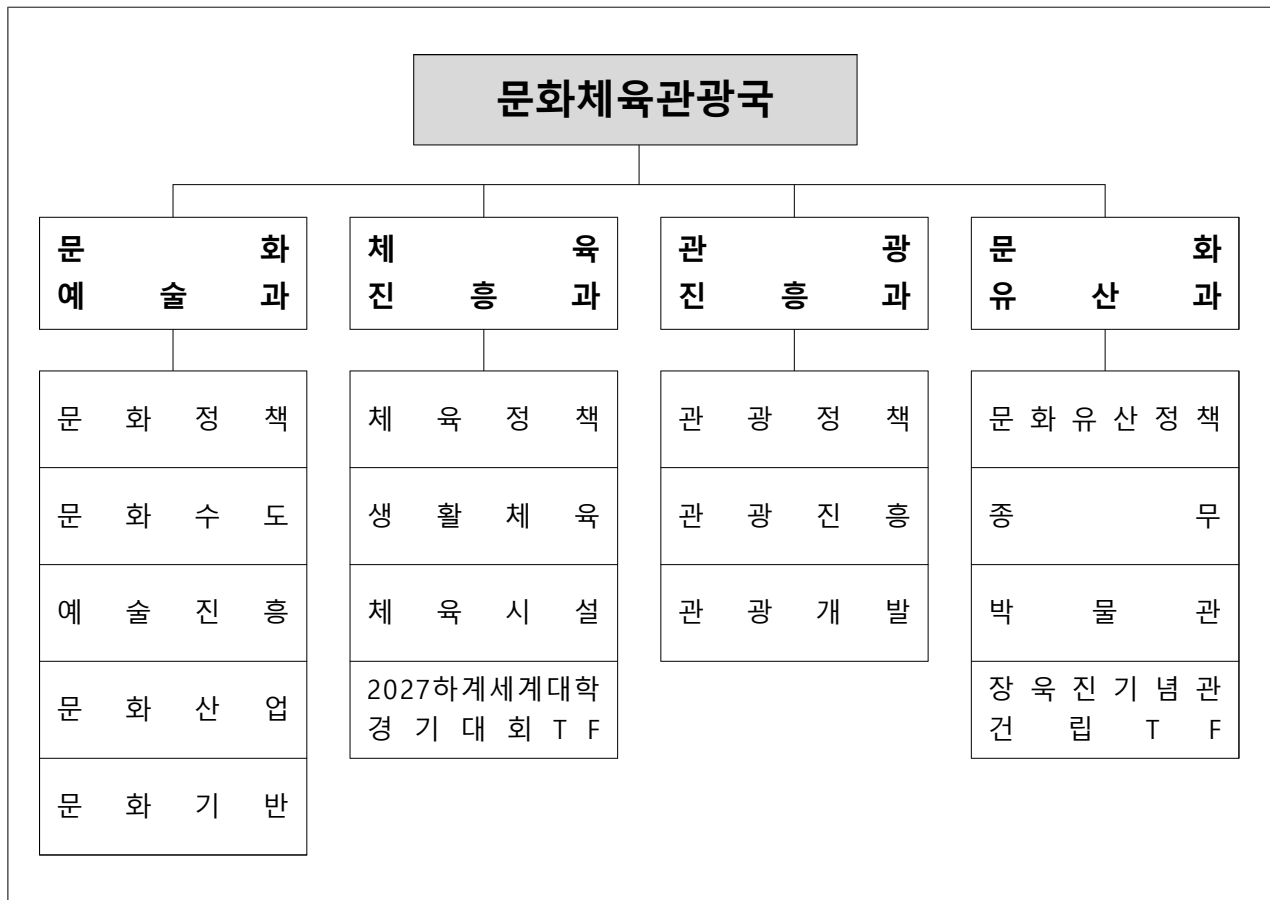 문화체육관광국
문화
예술과
체육
진흥과
관광
진흥과
문화
유산과
문화정책
문화수도
예술진흥
문화산업
문화기반
체육정책
생활체육
체육시설
2027하계세계대학
경기대회TF
관광정책
관광진흥
관광개발
문화유산정책
종무
박물관
장욱진기념관
건립TF